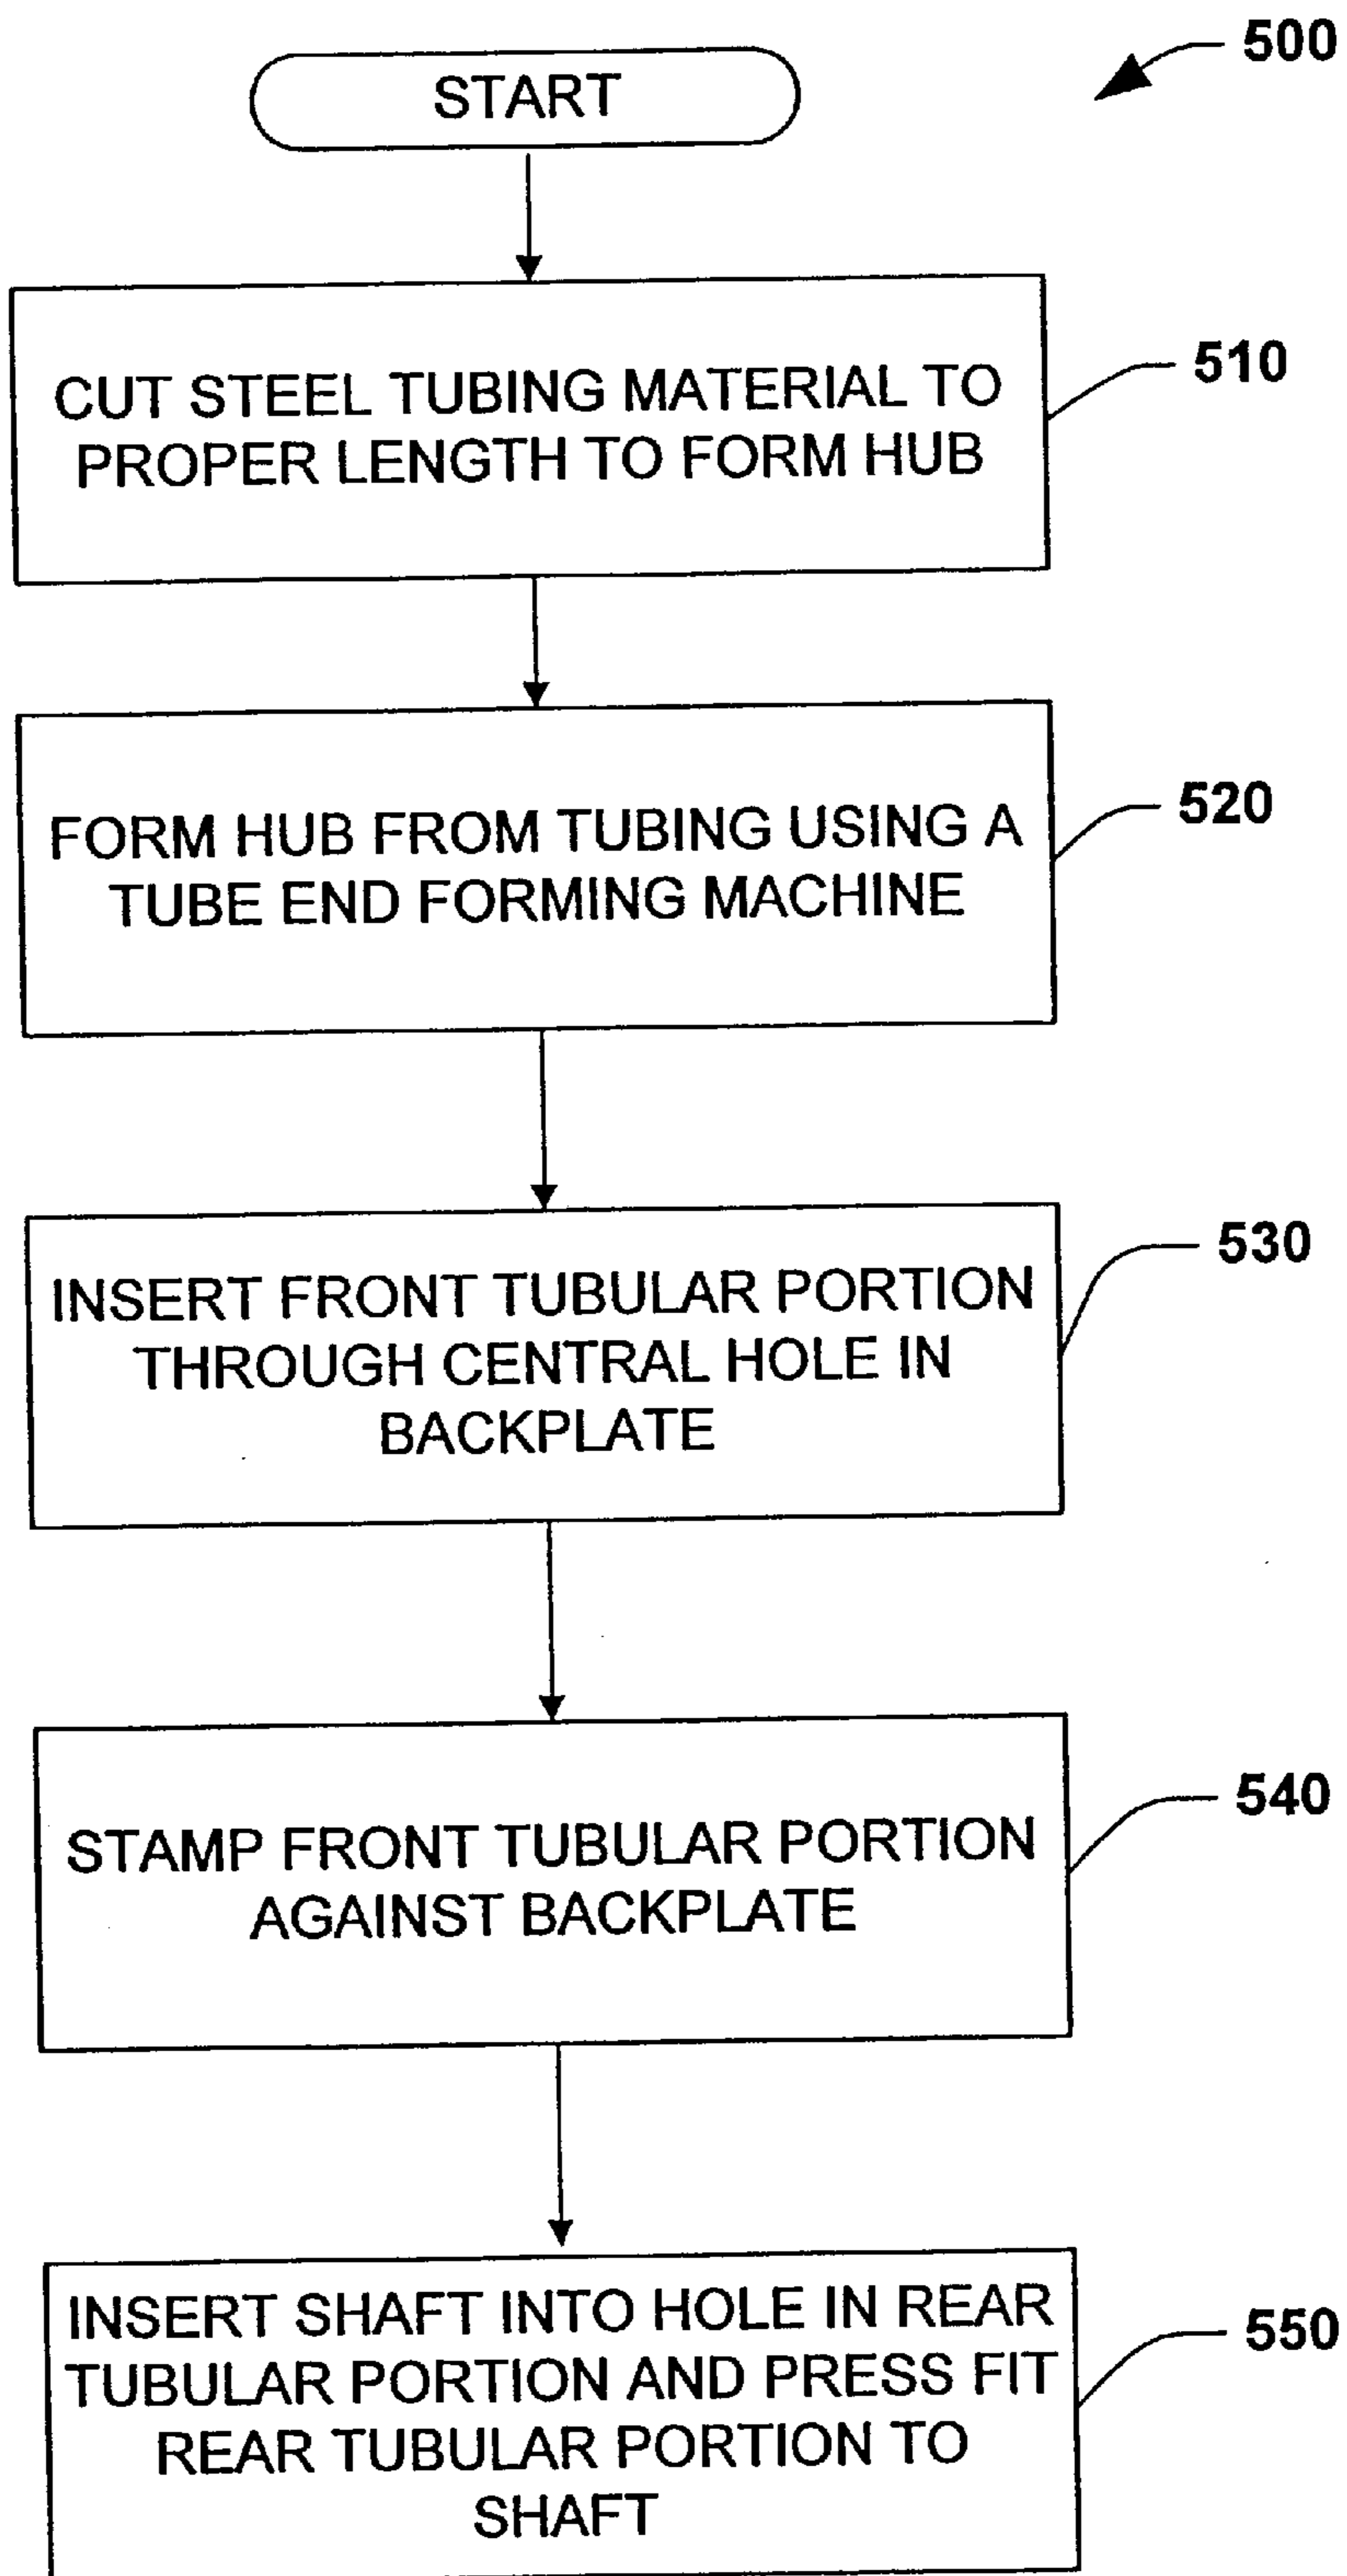 500
START
CUT STEEL TUBING MATERIAL TO
PROPER LENGTH TO FORM HUB
510
FORM HUB FROM TUBING USING A
TUBE END FORMING MACHINE
520
INSERT FRONT TUBULAR PORTION
THROUGH CENTRAL HOLE IN
BACKPLATE
530
STAMP FRONT TUBULAR PORTION
AGAINST BACKPLATE
540
INSERT SHAFT INTO HOLE IN REAR
TUBULAR PORTION AND PRESS FIT
REAR TUBULAR PORTION TO
SHAFT
550